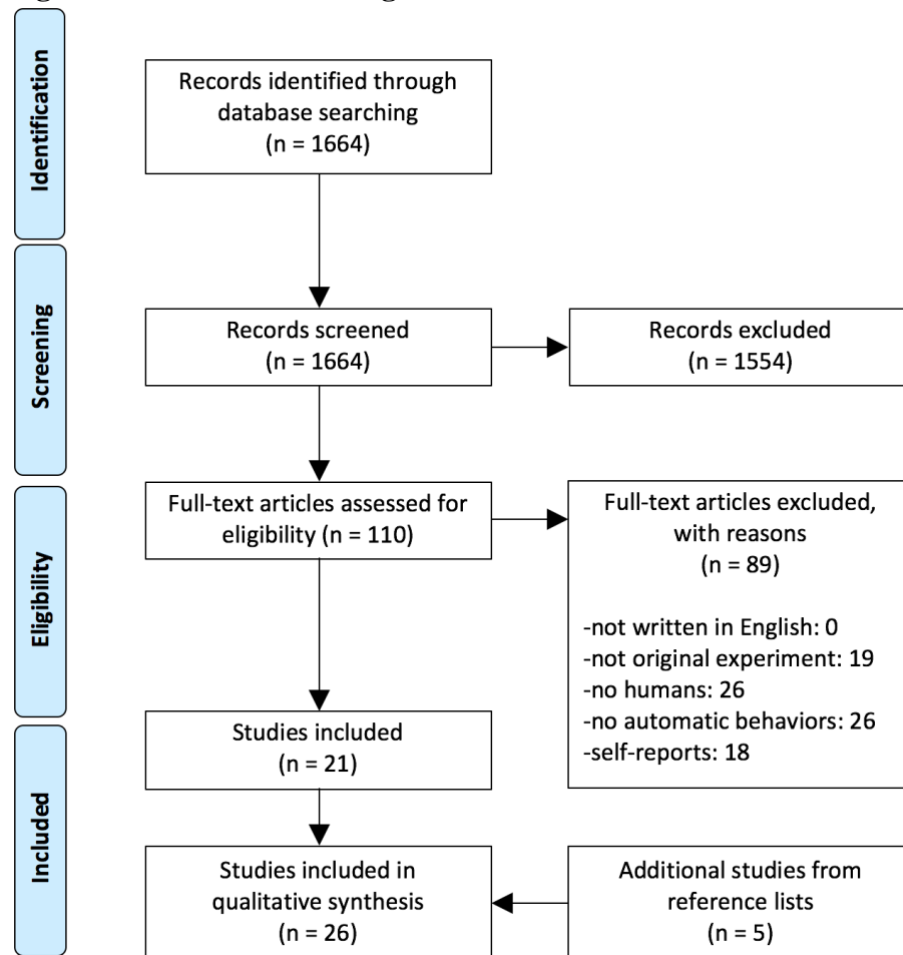 Identification
Records identified through
database searching
(n = 1664)
Screening
Records screened
(n = 1664)
Records excluded
(n = 1554)
Eligibility
Full-text articles assessed for
eligibility (n = 110)
Full-text articles excluded,
with reasons
(n = 89)
-not written in English: 0
-not original experiment: 19
-no humans: 26
-no automatic behaviors: 26
-self-reports: 18
Studies included
(n = 21)
Included
Studies included in
qualitative synthesis
(n = 26)
Additional studies from
reference lists
(n = 5)